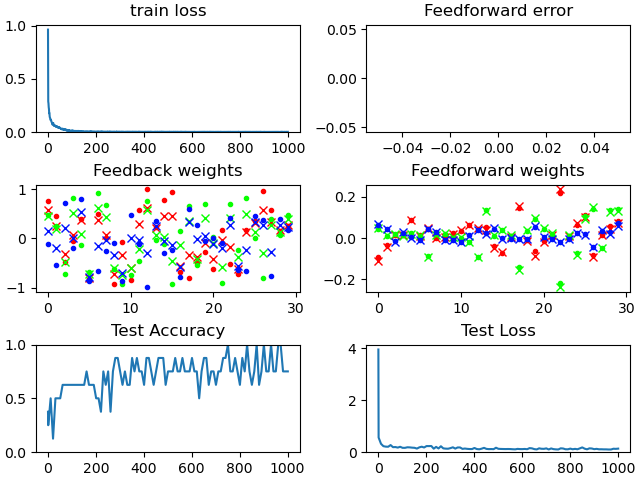 train loss
Feedforward error
1.0
0.5
0.0
0 200 400 600 800 1000
0.05
0.00
−0.05
−0.04 −0.02 0.00 0.02 0.04
Feedback weights
Feedforward weights
1
0
−1
0 10 20 30
0.2
0.0
−0.2
0 10 20 30
Test Accuracy
Test Loss
1.0
0.5
0.0
0 200 400 600 800 1000
4
2
0
0 200 400 600 800 1000